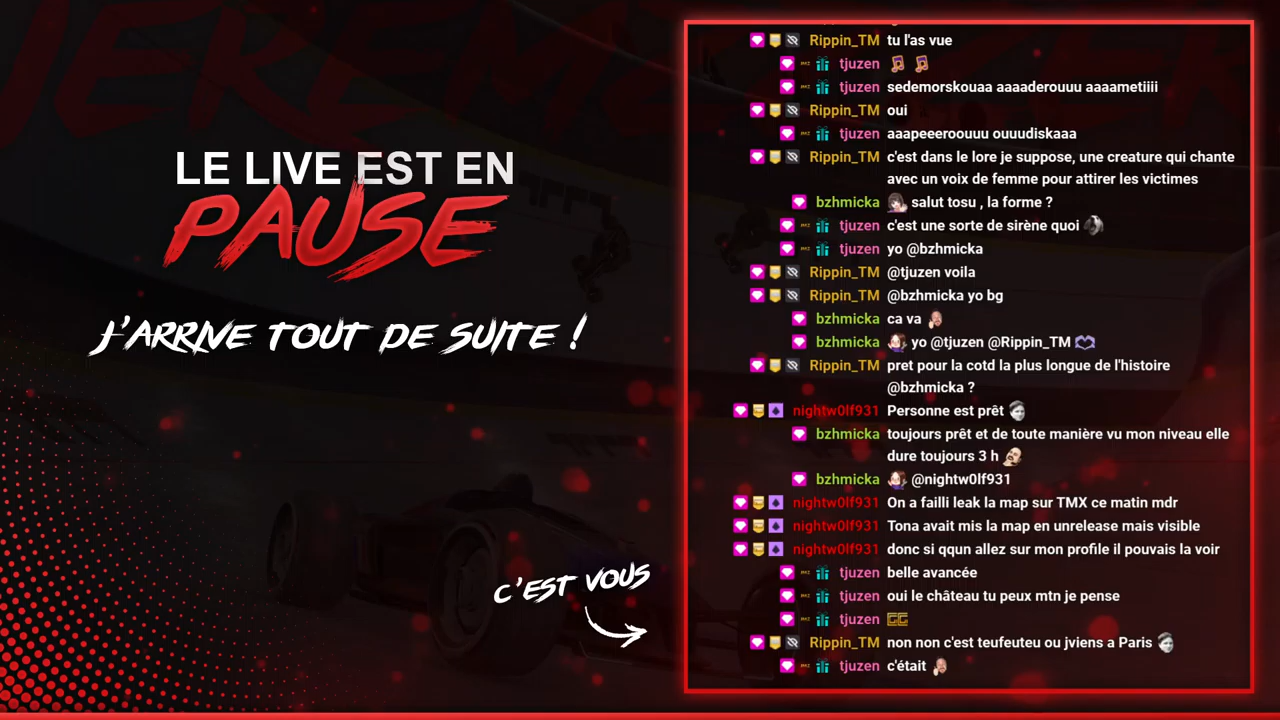 LE LIVE EST EN
PAUSE
J'ARRIVE TOUT DE SUITE !
C'EST VOUS
Rippin_TM tu l'as vue
tjuzen
tjuzen sedemorskouaa aaaaderouuu aaaametiiii
Rippin_TM oui
tjuzen aaapeeeroouuu ouuudiskaaa
Rippin_TM c'est dans le lore je suppose, une creature qui chante
avec un voix de femme pour attirer les victimes
bzhmicka salut tosu , la forme ?
tjuzen c'est une sorte de sirène quoi
tjuzen yo @bzhmicka
Rippin_TM @tjuzen voila
Rippin_TM @bzhmicka yo bg
bzhmicka ca va
bzhmicka yo @tjuzen @Rippin_TM
Rippin_TM pret pour la cotd la plus longue de l'histoire
@bzhmicka ?
nightw0lf931 Personne est prêt
bzhmicka toujours prêt et de toute manière vu mon niveau elle
dure toujours 3 h
bzhmicka @nightw0lf931
nightw0lf931 On a failli leak la map sur TMX ce matin mdr
nightw0lf931 Tona avait mis la map en unrelease mais visible
nightw0lf931 donc si qqun allez sur mon profile il pouvais la voir
tjuzen belle avancée
tjuzen oui le château tu peux mtn je pense
tjuzen GG
Rippin_TM non non c'est teufeuteu ou jviens a Paris
tjuzen c'était